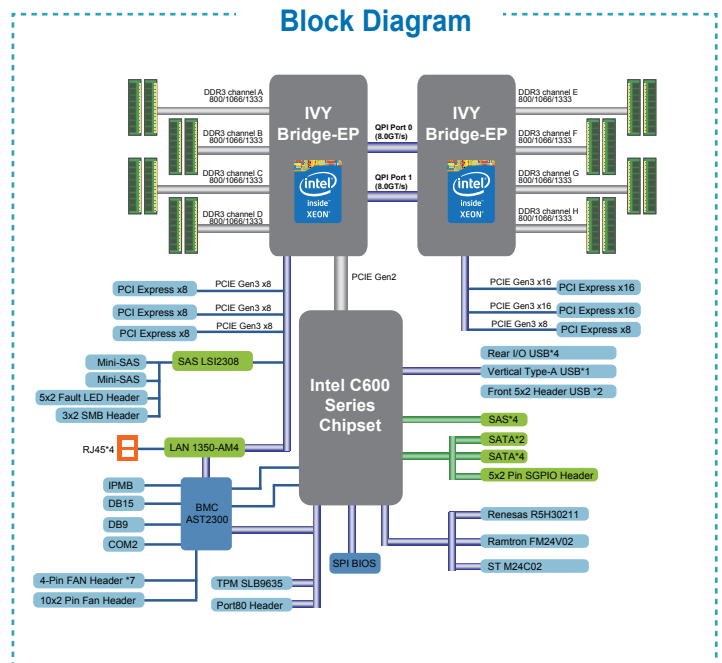 Block Diagram
DDR3 channel A
800/1066/1333
DDR3 channel B
800/1066/1333
DDR3 channel C
800/1066/1333
DDR3 channel D
800/1066/1333
IVY
Bridge-EP
(intel)
inside™
XEON®
QPI Port 0
(8.0GT/s)
QPI Port 1
(8.0GT/s)
IVY
Bridge-EP
(intel)
inside™
XEON®
DDR3 channel E
800/1066/1333
DDR3 channel F
800/1066/1333
DDR3 channel G
800/1066/1333
DDR3 channel H
800/1066/1333
PCIE Gen2
PCI Express x8
PCIE Gen3 x8
PCI Express x8
PCIE Gen3 x8
PCI Express x8
PCIE Gen3 x8
PCIE Gen3 x16
PCI Express x16
PCIE Gen3 x16
PCI Express x16
PCIE Gen3 x8
PCI Express x8
Mini-SAS
SAS LSI2308
Mini-SAS
5x2 Fault LED Header
3x2 SMB Header
RJ45*4
LAN 1350-AM4
Intel C600
Series
Chipset
Rear I/O USB*4
Vertical Type-A USB*1
Front 5x2 Header USB *2
SAS*4
SATA*2
SATA*4
5x2 Pin SGPIO Header
IPMB
DB15
DB9
COM2
BMC
AST2300
4-Pin FAN Header *7
10x2 Pin Fan Header
TPM SLB9635
Port80 Header
SPI BIOS
Renesas R5H30211
Ramtron FM24V02
ST M24C02